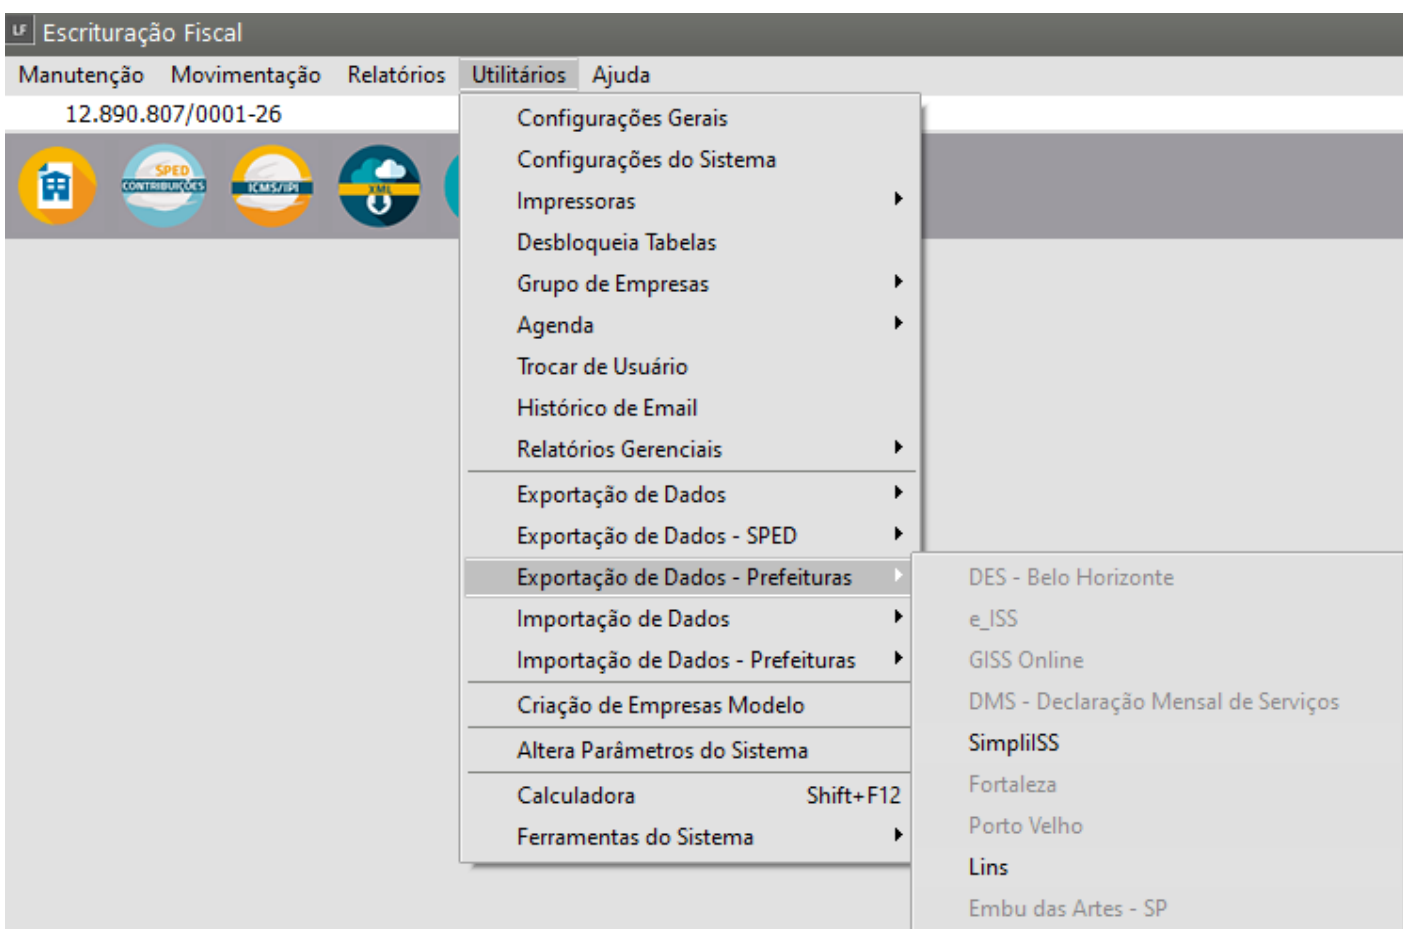 LF Escrituração Fiscal
Manutenção Movimentação Relatórios Utilitários Ajuda
12.890.807/0001-26
SPED
CONTRIBUIÇÕES
ICMS/IPI
XML
Configurações Gerais
Configurações do Sistema
Impressoras
Desbloqueia Tabelas
Grupo de Empresas
Agenda
Trocar de Usuário
Histórico de Email
Relatórios Gerenciais
Exportação de Dados
Exportação de Dados - SPED
Exportação de Dados - Prefeituras
Importação de Dados
Importação de Dados - Prefeituras
Criação de Empresas Modelo
Altera Parâmetros do Sistema
Calculadora Shift+F12
Ferramentas do Sistema
DES - Belo Horizonte
e_ISS
GISS Online
DMS - Declaração Mensal de Serviços
SimpliISS
Fortaleza
Porto Velho
Lins
Embu das Artes - SP